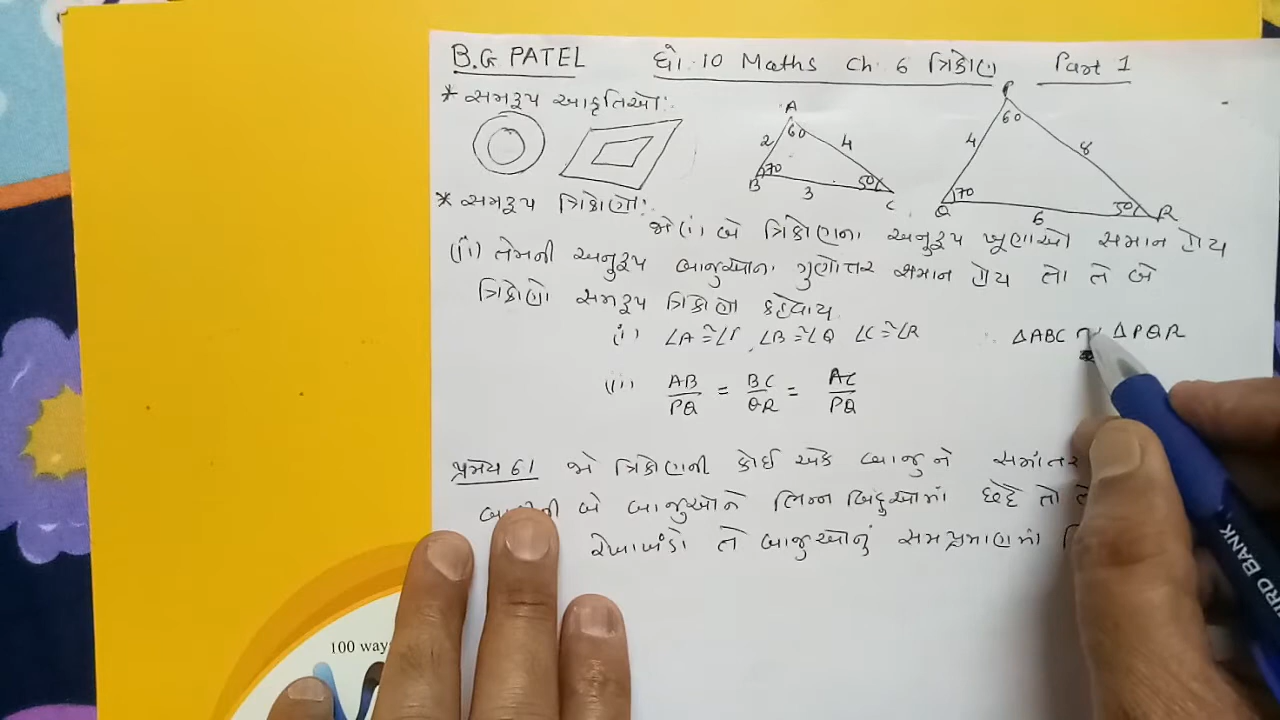 B.G PATEL ધો. 10 Maths Ch. 6 ત્રિકોણ Part 1
* સમરૂપ આકૃતિઓ:
A 60 2 4 B 70 3 50 C
P 60 4 8 Q 70 6 50 R
* સમરૂપ ત્રિકોણો:
જો (i) બે ત્રિકોણના અનુરૂપ ખૂણાઓ સમાન હોય
(ii) તેમની અનુરૂપ બાજુઓના ગુણોત્તર સમાન હોય તો તે બે
ત્રિકોણો સમરૂપ ત્રિકોણો કહેવાય.
(i) ∠A ≅ ∠P, ∠B ≅ ∠Q ∠C ≅ ∠R ∴ ΔABC ~ ΔPQR
(ii) AB/PQ = BC/QR = AC/PQ
પ્રમેય 6.1 જો ત્રિકોણની કોઈ એક બાજુ ને સમાંતર
બે બાજુઓને ભિન્ન બિંદુઓમાં છેદે તો
રેખાખંડો તે બાજુઓનું સમપ્રમાણમાં
100 ways